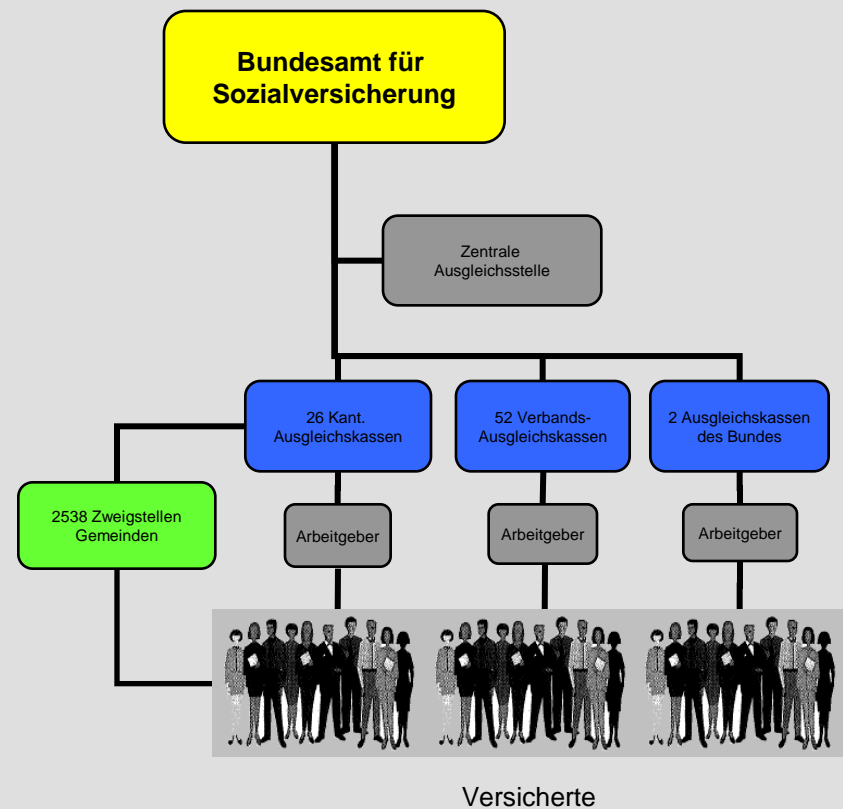 Bundesamt für
Sozialversicherung
Zentrale
Ausgleichsstelle
26 Kant.
Ausgleichskassen
52 Verbands-
Ausgleichskassen
2 Ausgleichskassen
des Bundes
2538 Zweigstellen
Gemeinden
Arbeitgeber
Arbeitgeber
Arbeitgeber
Versicherte